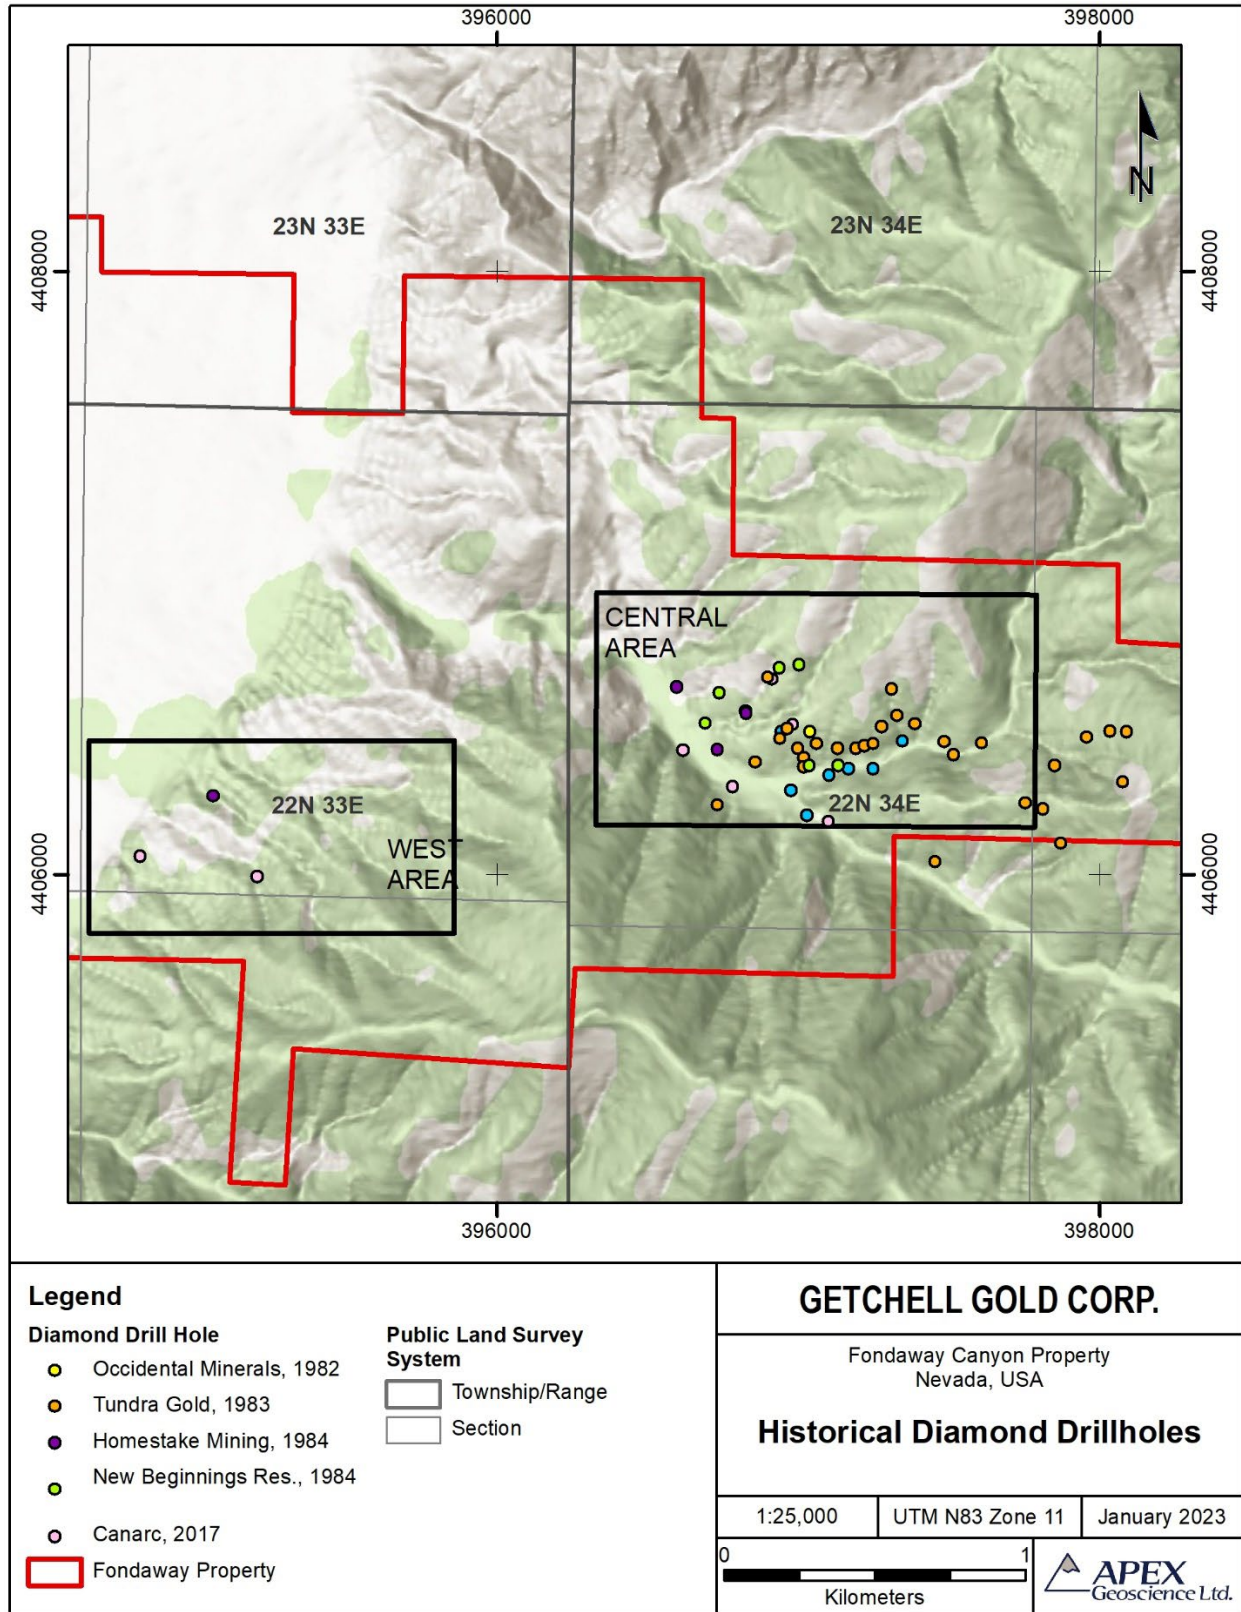 396000
398000
N
23N 33E
23N 34E
4408000
4408000
CENTRAL
AREA
22N 33E
22N 34E
WEST
AREA
4406000
4406000
396000
398000
Legend
Diamond Drill Hole
Occidental Minerals, 1982
Tundra Gold, 1983
Homestake Mining, 1984
New Beginnings Res., 1984
Canarc, 2017
Fondaway Property
Public Land Survey
System
Township/Range
Section
GETCHELL GOLD CORP.
Fondaway Canyon Property
Nevada, USA
Historical Diamond Drillholes
1:25,000
UTM N83 Zone 11
January 2023
0 1
Kilometers
APEX
Geoscience Ltd.